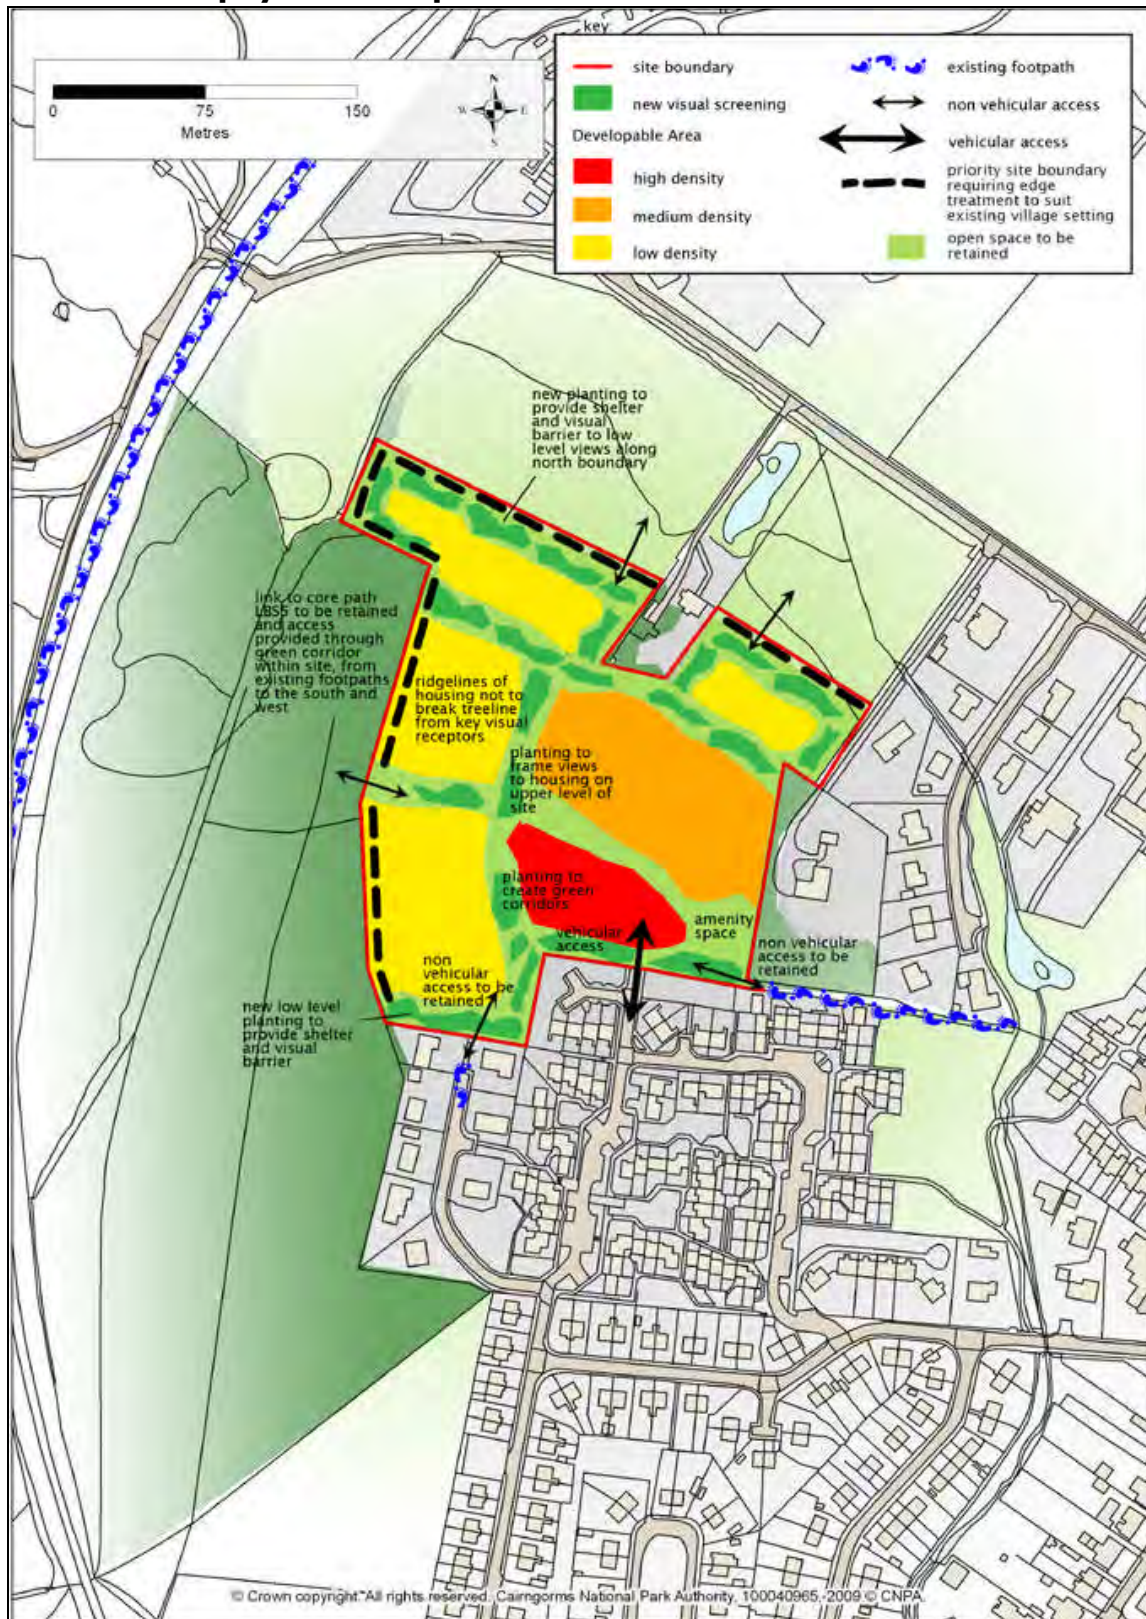 key:
site boundary
new visual screening
Developable Area
high density
medium density
low density
existing footpath
non vehicular access
vehicular access
priority site boundary
requiring edge
treatment to suit
existing village setting
open space to be
retained
0 75 150
Metres
N
W E
S
new planting to
provide shelter
and visual
barrier to low
level views along
north boundary
link to core path
LBS5 to be retained
and access
provided through
green corridor
within site, from
existing footpaths
to the south and
west
ridgelines of
housing not to
break treeline
from key visual
receptors
planting to
frame views
to housing on
upper level of
site
planting to
create green
corridors
vehicular
access
amenity
space
non vehicular
access to be
retained
non
vehicular
access to be
retained
new low level
planting to
provide shelter
and visual
barrier
© Crown copyright. All rights reserved. Cairngorms National Park Authority. 100040965, 2009 © CNPA.